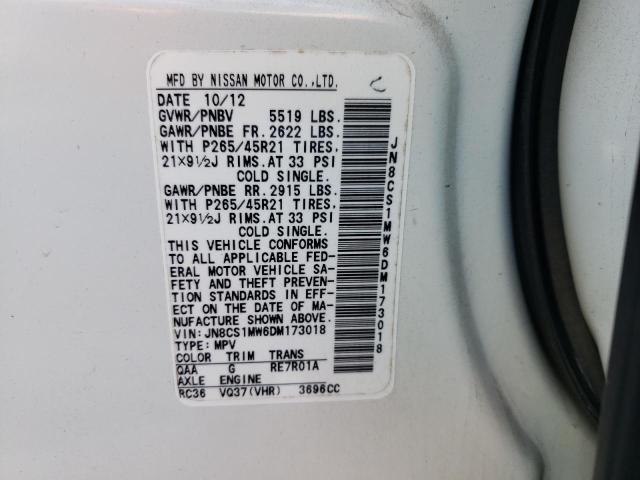 MFD BY NISSAN MOTOR CO.,LTD.
DATE 10/12
GVWR/PNBV 5519 LBS.
GAWR/PNBE FR. 2622 LBS.
WITH P265/45R21 TIRES.
21X9½J RIMS. AT 33 PSI
COLD SINGLE.
GAWR/PNBE RR. 2915 LBS.
WITH P265/45R21 TIRES.
21X9½J RIMS. AT 33 PSI
COLD SINGLE.
THIS VEHICLE CONFORMS
TO ALL APPLICABLE FED-
ERAL MOTOR VEHICLE SA-
FETY AND THEFT PREVEN-
TION STANDARDS IN EFF-
ECT ON THE DATE OF MA-
NUFACTURE SHOWN ABOVE.
VIN: JN8CS1MW6DM173018
TYPE: MPV
COLOR TRIM TRANS
QAA G RE7R01A
AXLE ENGINE
RC36 VQ37(VHR) 3696CC
JN8CS1MW6DM173018